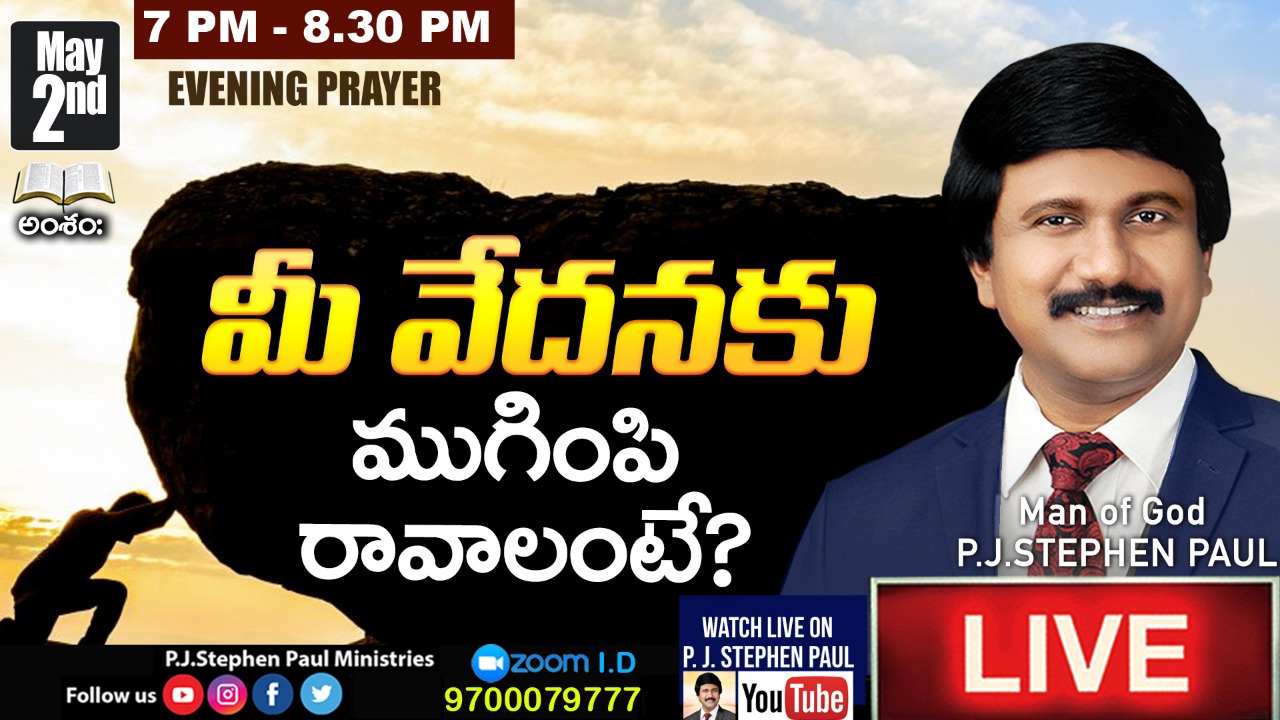 7 PM - 8.30 PM
May
2nd
EVENING PRAYER
అంశం:
మీ వేదనకు
ముగింపి
రావాలంటే?
Man of God
P.J.STEPHEN PAUL
LIVE
WATCH LIVE ON
P. J. STEPHEN PAUL
YouTube
P.J.Stephen Paul Ministries
Follow us
zoom I.D
9700079777